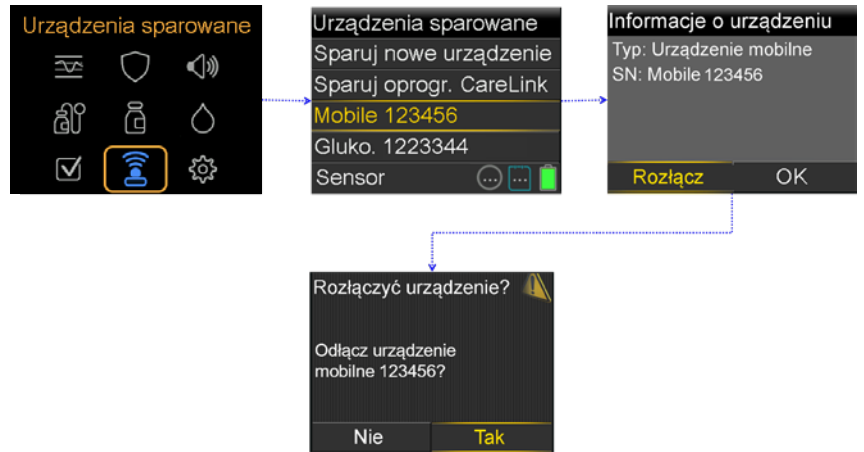 Urządzenia sparowane
Urządzenia sparowane
Sparuj nowe urządzenie
Sparuj oprogr. CareLink
Mobile 123456
Gluko. 1223344
Sensor
Informacje o urządzeniu
Typ: Urządzenie mobilne
SN: Mobile 123456
Rozłącz OK
Rozłączyć urządzenie?
Odłącz urządzenie
mobilne 123456?
Nie Tak